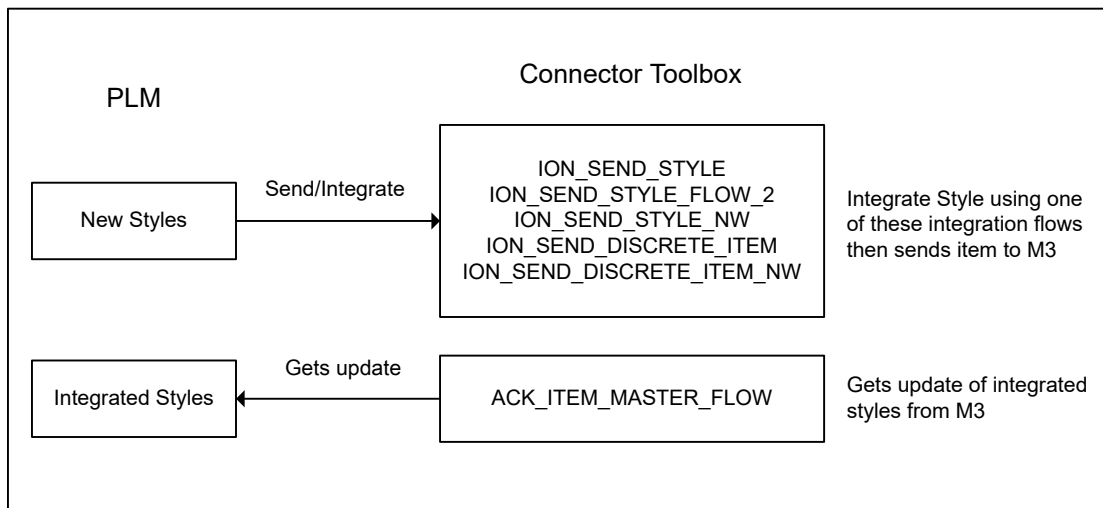 PLM
Connector Toolbox
New Styles
Send/Integrate
ION_SEND_STYLE
ION_SEND_STYLE_FLOW_2
ION_SEND_STYLE_NW
ION_SEND_DISCRETE_ITEM
ION_SEND_DISCRETE_ITEM_NW
Integrate Style using one
of these integration flows
then sends item to M3
Integrated Styles
Gets update
ACK_ITEM_MASTER_FLOW
Gets update of integrated
styles from M3